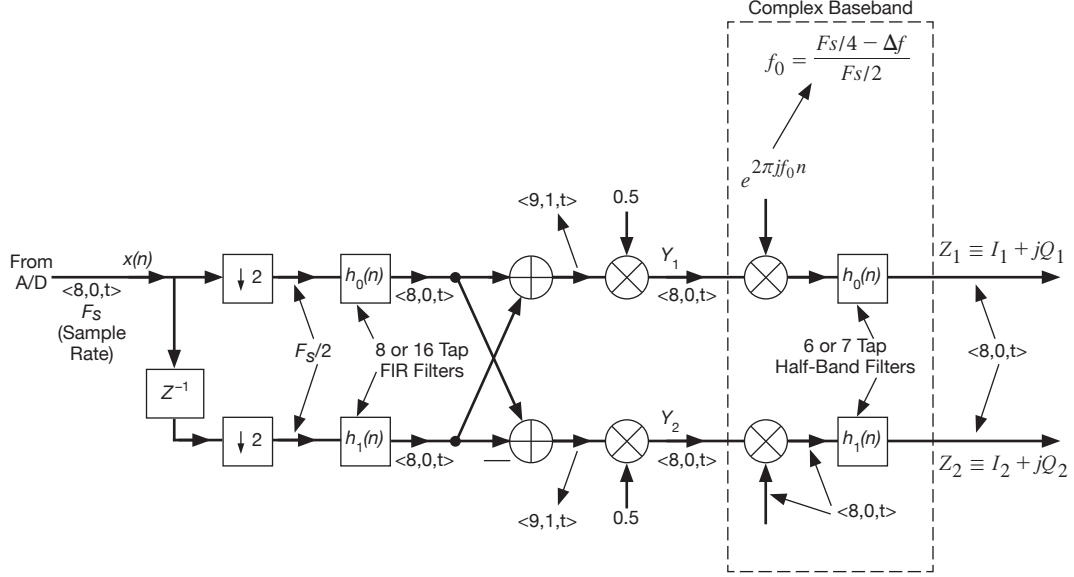 Complex Baseband
f0 = Fs/4 − Δf
Fs/2
e2πjf0n
<9,1,t>
0.5
From
A/D
x(n)
<8,0,t>
Fs
(Sample
Rate)
↓ 2
h0(n)
<8,0,t>
Y1
<8,0,t>
h0(n)
Z1 ≡ I1 + jQ1
Fs/2
8 or 16 Tap
FIR Filters
6 or 7 Tap
Half-Band Filters
<8,0,t>
Z−1
↓ 2
h1(n)
<8,0,t>
—
Y2
<8,0,t>
h1(n)
Z2 ≡ I2 + jQ2
<9,1,t>
0.5
<8,0,t>